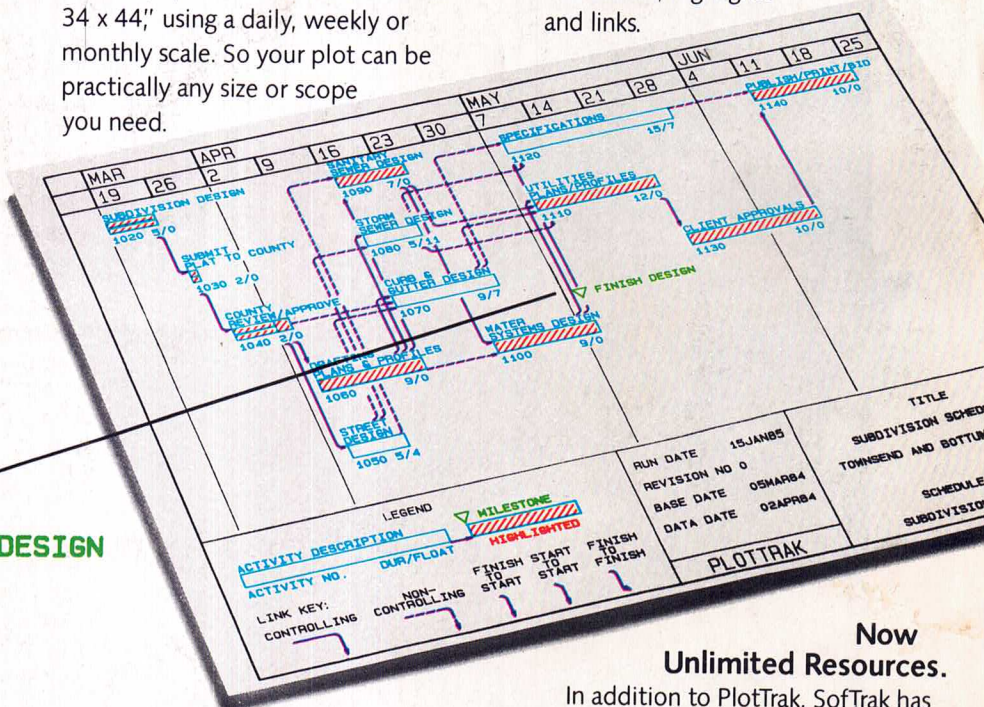 34 x 44," using a daily, weekly or
monthly scale. So your plot can be
practically any size or scope
you need.
and links.
MAR
APR
MAY
JUN
19
26
2
9
16
23
30
7
14
21
28
4
11
18
25
SUBDIVISION DESIGN
1020 5/0
SUBMIT
PLAT TO COUNTY
1030 2/0
COUNTY
REVIEW/APPROVE
1040 2/0
SANITARY
SEWER DESIGN
1090 7/0
STORM
SEWER DESIGN
1080 5/11
CURB &
GUTTER DESIGN
1070 9/7
DRAFTING
PLANS & PROFILES
1060 9/0
STREET
DESIGN
1050 5/4
SPECIFICATIONS
1120 15/7
UTILITIES
PLANS/PROFILES
1110 12/0
WATER
SYSTEMS DESIGN
1100 9/0
FINISH DESIGN
CLIENT APPROVALS
1130 10/0
PUBLISH/PRINT/BID
1140 10/0
DESIGN
LEGEND
ACTIVITY DESCRIPTION
ACTIVITY NO. DUR/FLOAT
MILESTONE
HIGHLIGHTED
LINK KEY:
CONTROLLING
NON-
CONTROLLING
FINISH
TO
START
START
TO
START
FINISH
TO
FINISH
RUN DATE 15JAN85
REVISION NO 0
BASE DATE 05MAR84
DATA DATE 02APR84
PLOTTRAK
TITLE
SUBDIVISION
TOWNSEND AND
SCHEDULE
SUBDIVISION
Now
Unlimited Resources.
In addition to PlotTrak, SofTrak has